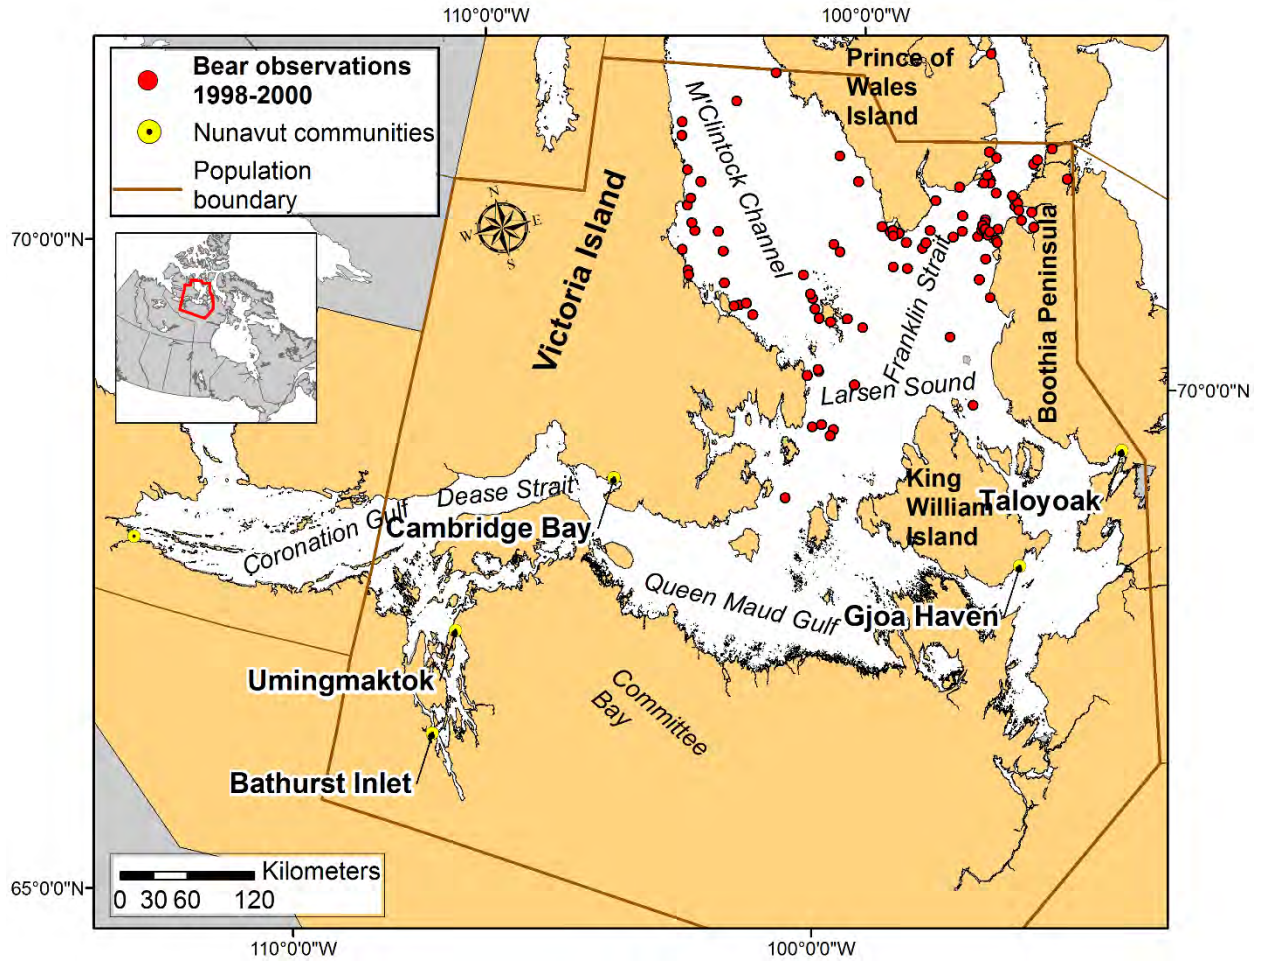 110°0'0"W
100°0'0"W
Bear observations
1998-2000
Nunavut communities
Population
boundary
Prince of
Wales
Island
M'Clintock Channel
N
W
E
S
Victoria Island
70°0'0"N
Franklin Strait
Boothia Peninsula
Larsen Sound
70°0'0"N
King
William
Island
Taloyoak
Dease Strait
Coronation Gulf
Cambridge Bay
Queen Maud Gulf
Gjoa Haven
Umingmaktok
Committee
Bay
Bathurst Inlet
Kilometers
0 30 60 120
65°0'0"N
110°0'0"W
100°0'0"W